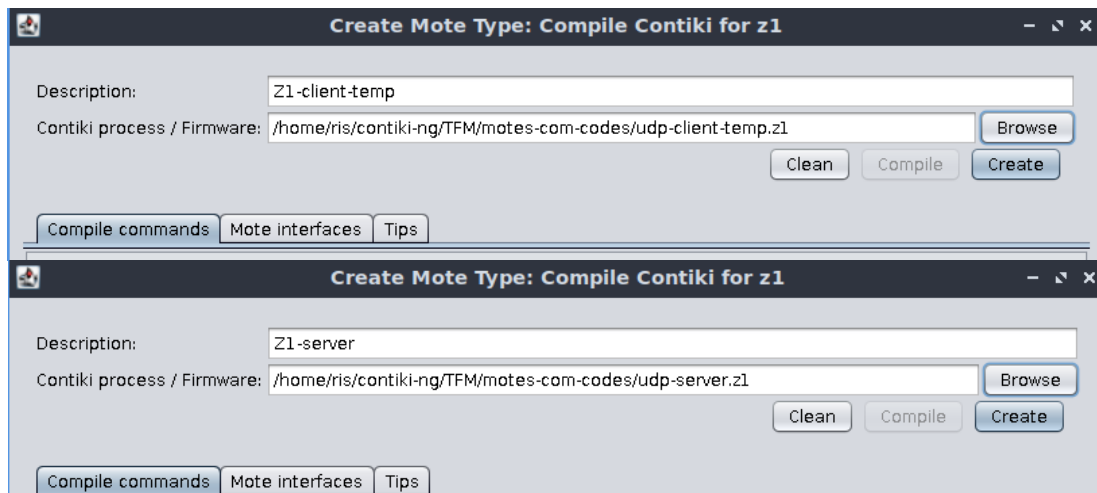 Create Mote Type: Compile Contiki for z1
Description: Z1-client-temp
Contiki process / Firmware: /home/ris/contiki-ng/TFM/motes-com-codes/udp-client-temp.z1 Browse
Clean Compile Create
Compile commands Mote interfaces Tips
Create Mote Type: Compile Contiki for z1
Description: Z1-server
Contiki process / Firmware: /home/ris/contiki-ng/TFM/motes-com-codes/udp-server.z1 Browse
Clean Compile Create
Compile commands Mote interfaces Tips